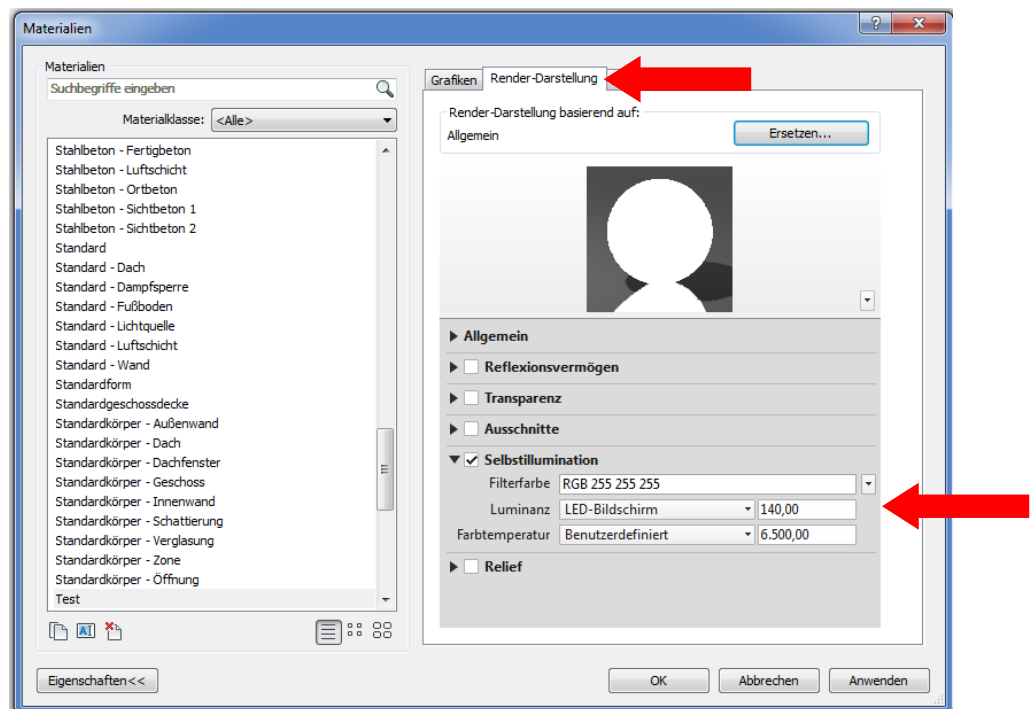 Materialien
?
X
Materialien
Suchbegriffe eingeben
Materialklasse: <Alle>
Stahlbeton - Fertigbeton
Stahlbeton - Luftschicht
Stahlbeton - Ortbeton
Stahlbeton - Sichtbeton 1
Stahlbeton - Sichtbeton 2
Standard
Standard - Dach
Standard - Dampfsperre
Standard - Fußboden
Standard - Lichtquelle
Standard - Luftschicht
Standard - Wand
Standardform
Standardgeschossdecke
Standardkörper - Außenwand
Standardkörper - Dach
Standardkörper - Dachfenster
Standardkörper - Geschoss
Standardkörper - Innenwand
Standardkörper - Schattierung
Standardkörper - Verglasung
Standardkörper - Zone
Standardkörper - Öffnung
Test
AI
Eigenschaften<<
Grafiken Render-Darstellung
Render-Darstellung basierend auf:
Allgemein Ersetzen...
Allgemein
Reflexionsvermögen
Transparenz
Ausschnitte
Selbstillumination
Filterfarbe RGB 255 255 255
Luminanz LED-Bildschirm 140,00
Farbtemperatur Benutzerdefiniert 6.500,00
Relief
OK Abbrechen Anwenden